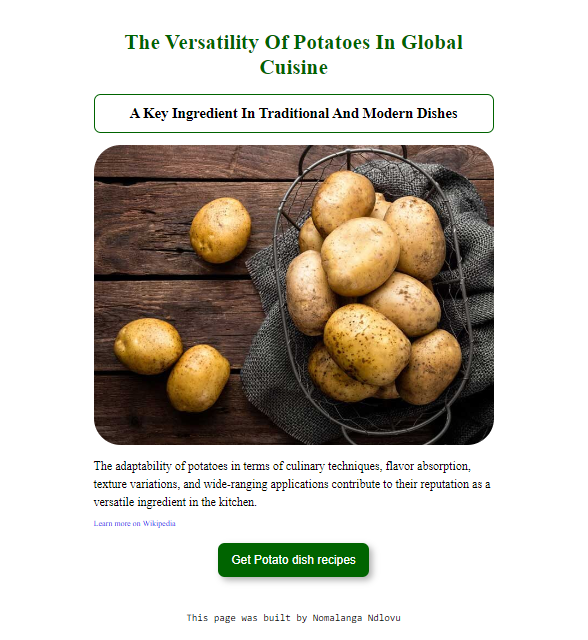 The Versatility Of Potatoes In Global
Cuisine
A Key Ingredient In Traditional And Modern Dishes
The adaptability of potatoes in terms of culinary techniques, flavor absorption,
texture variations, and wide-ranging applications contribute to their reputation as a
versatile ingredient in the kitchen.
Learn more on Wikipedia
Get Potato dish recipes
This page was built by Nomalanga Ndlovu